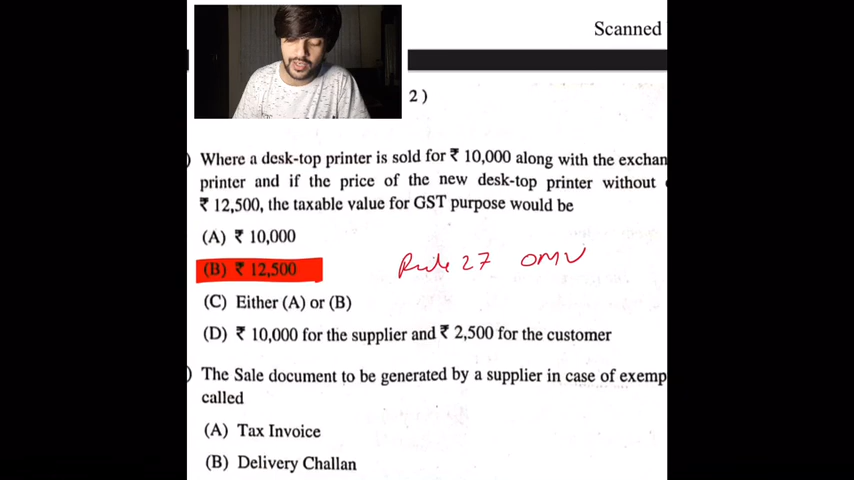 Scanned
2)
) Where a desk-top printer is sold for ₹ 10,000 along with the exchan
printer and if the price of the new desk-top printer without
₹ 12,500, the taxable value for GST purpose would be
(A) ₹ 10,000
(B) ₹ 12,500
Rule 27 OMV
(C) Either (A) or (B)
(D) ₹ 10,000 for the supplier and ₹ 2,500 for the customer
) The Sale document to be generated by a supplier in case of exemp
called
(A) Tax Invoice
(B) Delivery Challan